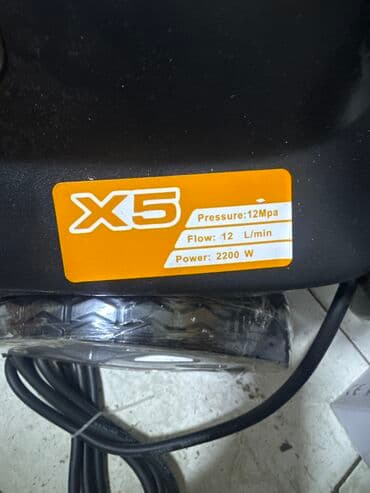 X5
Pressure:12Mpa
Flow: 12 L/min
Power: 2200 W